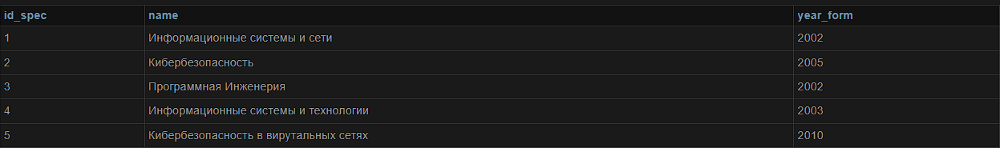 id_spec name year_form
1 Информационные системы и сети 2002
2 Кибербезопасность 2005
3 Программная Инженерия 2002
4 Информационные системы и технологии 2003
5 Кибербезопасность в вирутальных сетях 2010